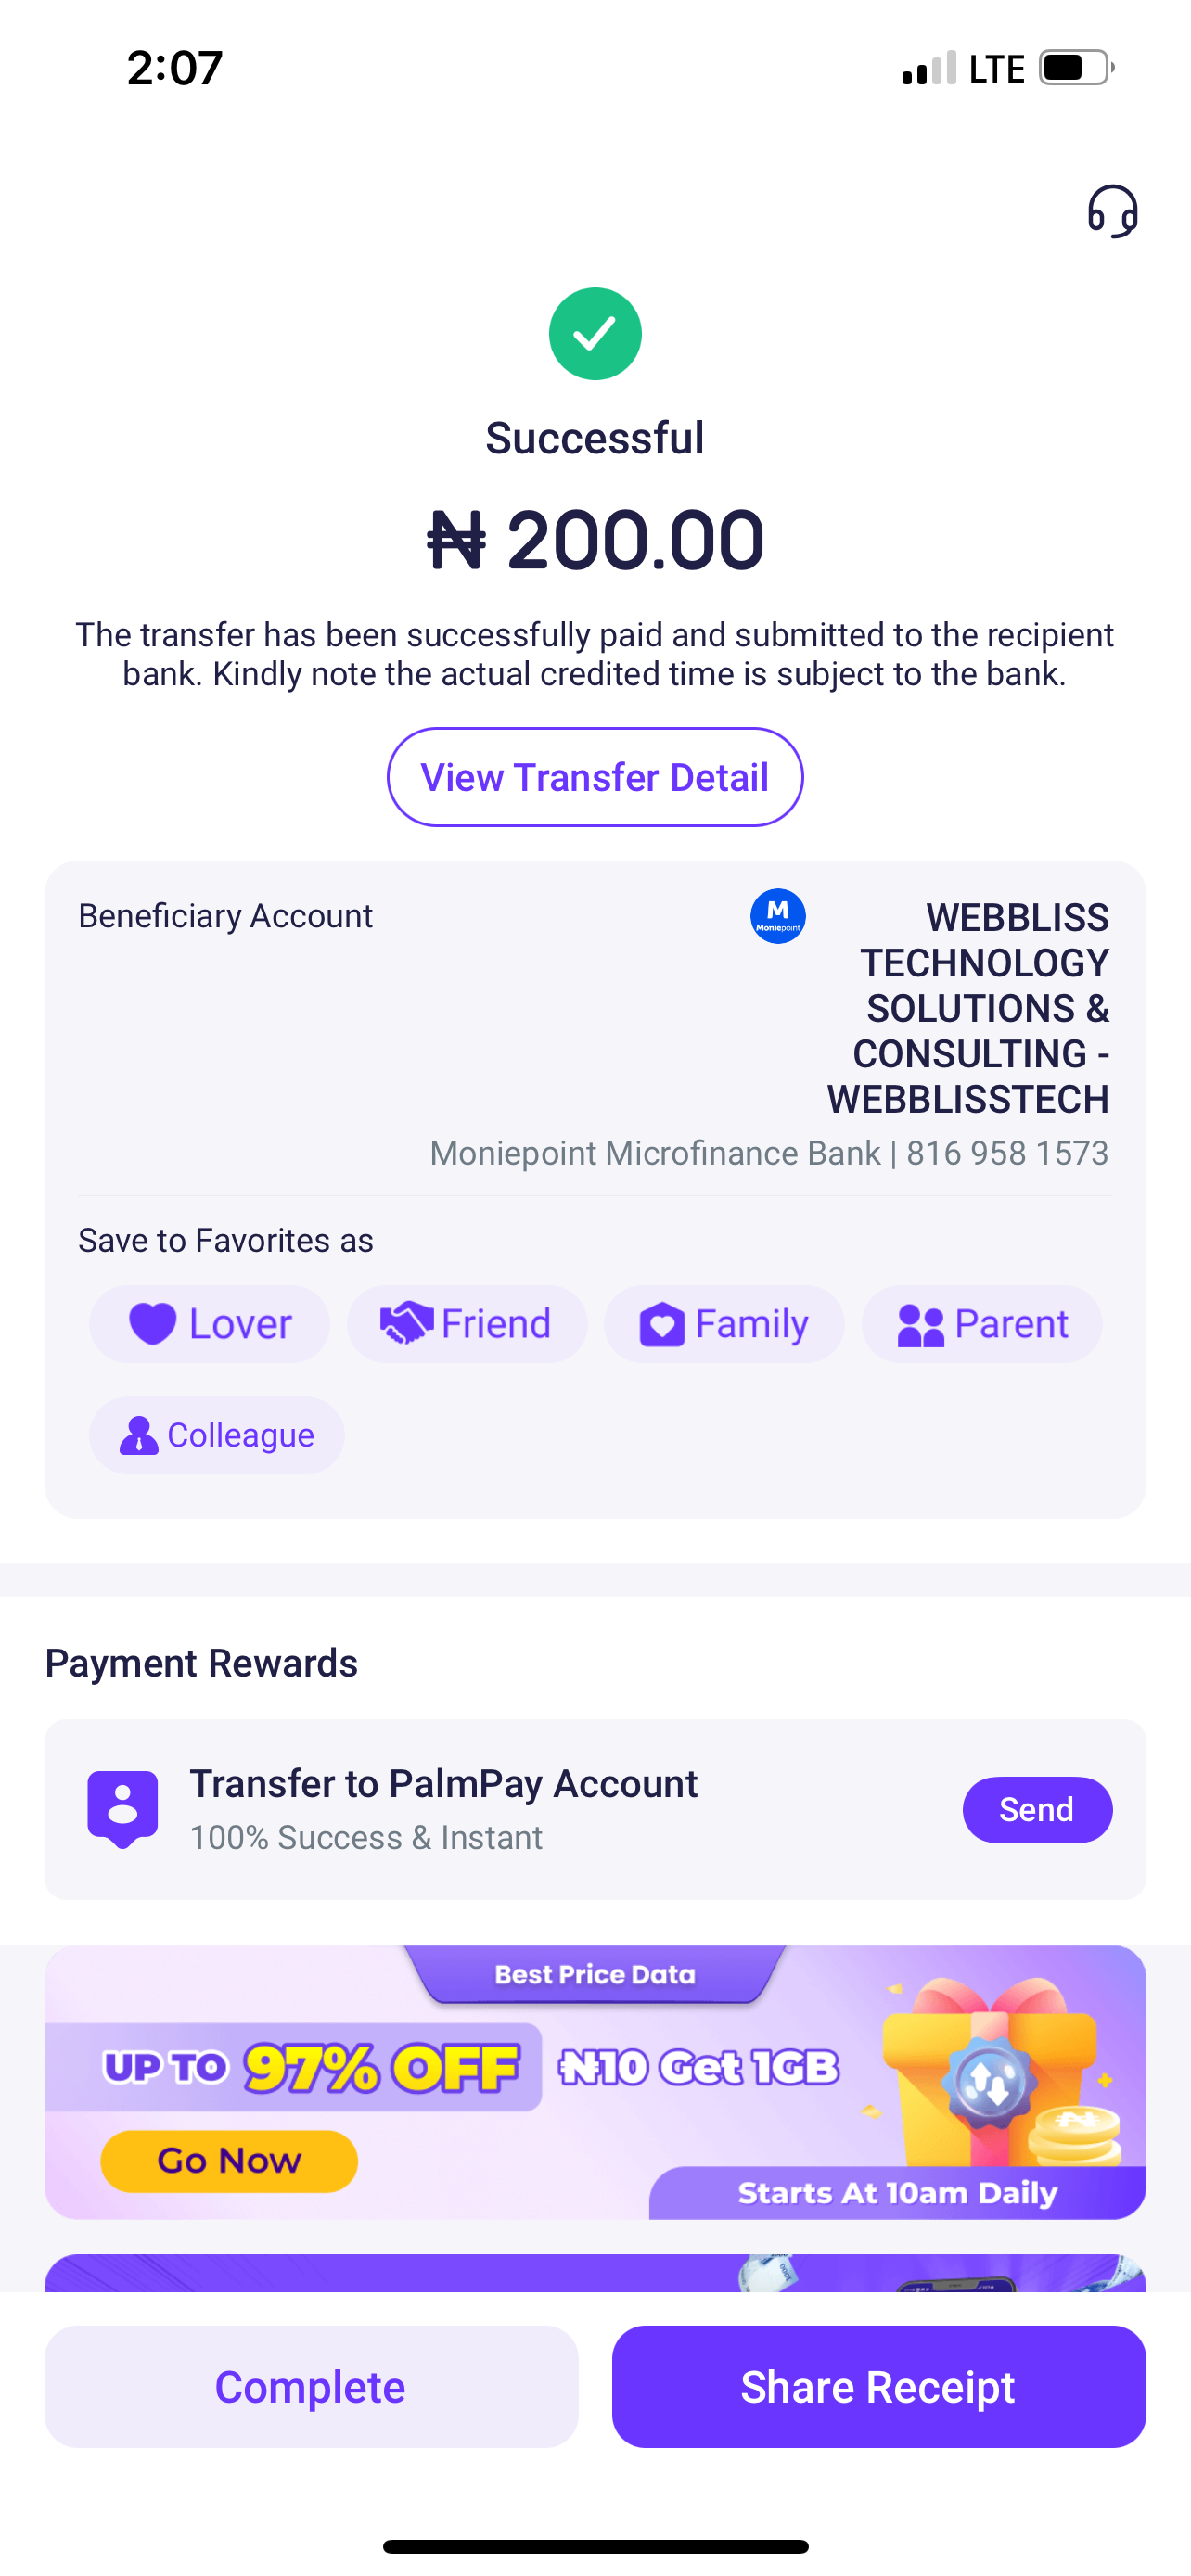 2:07
LTE
Successful
₦ 200.00
The transfer has been successfully paid and submitted to the recipient
bank. Kindly note the actual credited time is subject to the bank.
View Transfer Detail
Beneficiary Account
M
Moniepoint
WEBBLISS
TECHNOLOGY
SOLUTIONS &
CONSULTING -
WEBBLISSTECH
Moniepoint Microfinance Bank | 816 958 1573
Save to Favorites as
Lover
Friend
Family
Parent
Colleague
Payment Rewards
Transfer to PalmPay Account
100% Success & Instant
Send
Best Price Data
UP TO 97% OFF
₦10 Get 1GB
Go Now
Starts At 10am Daily
Complete
Share Receipt